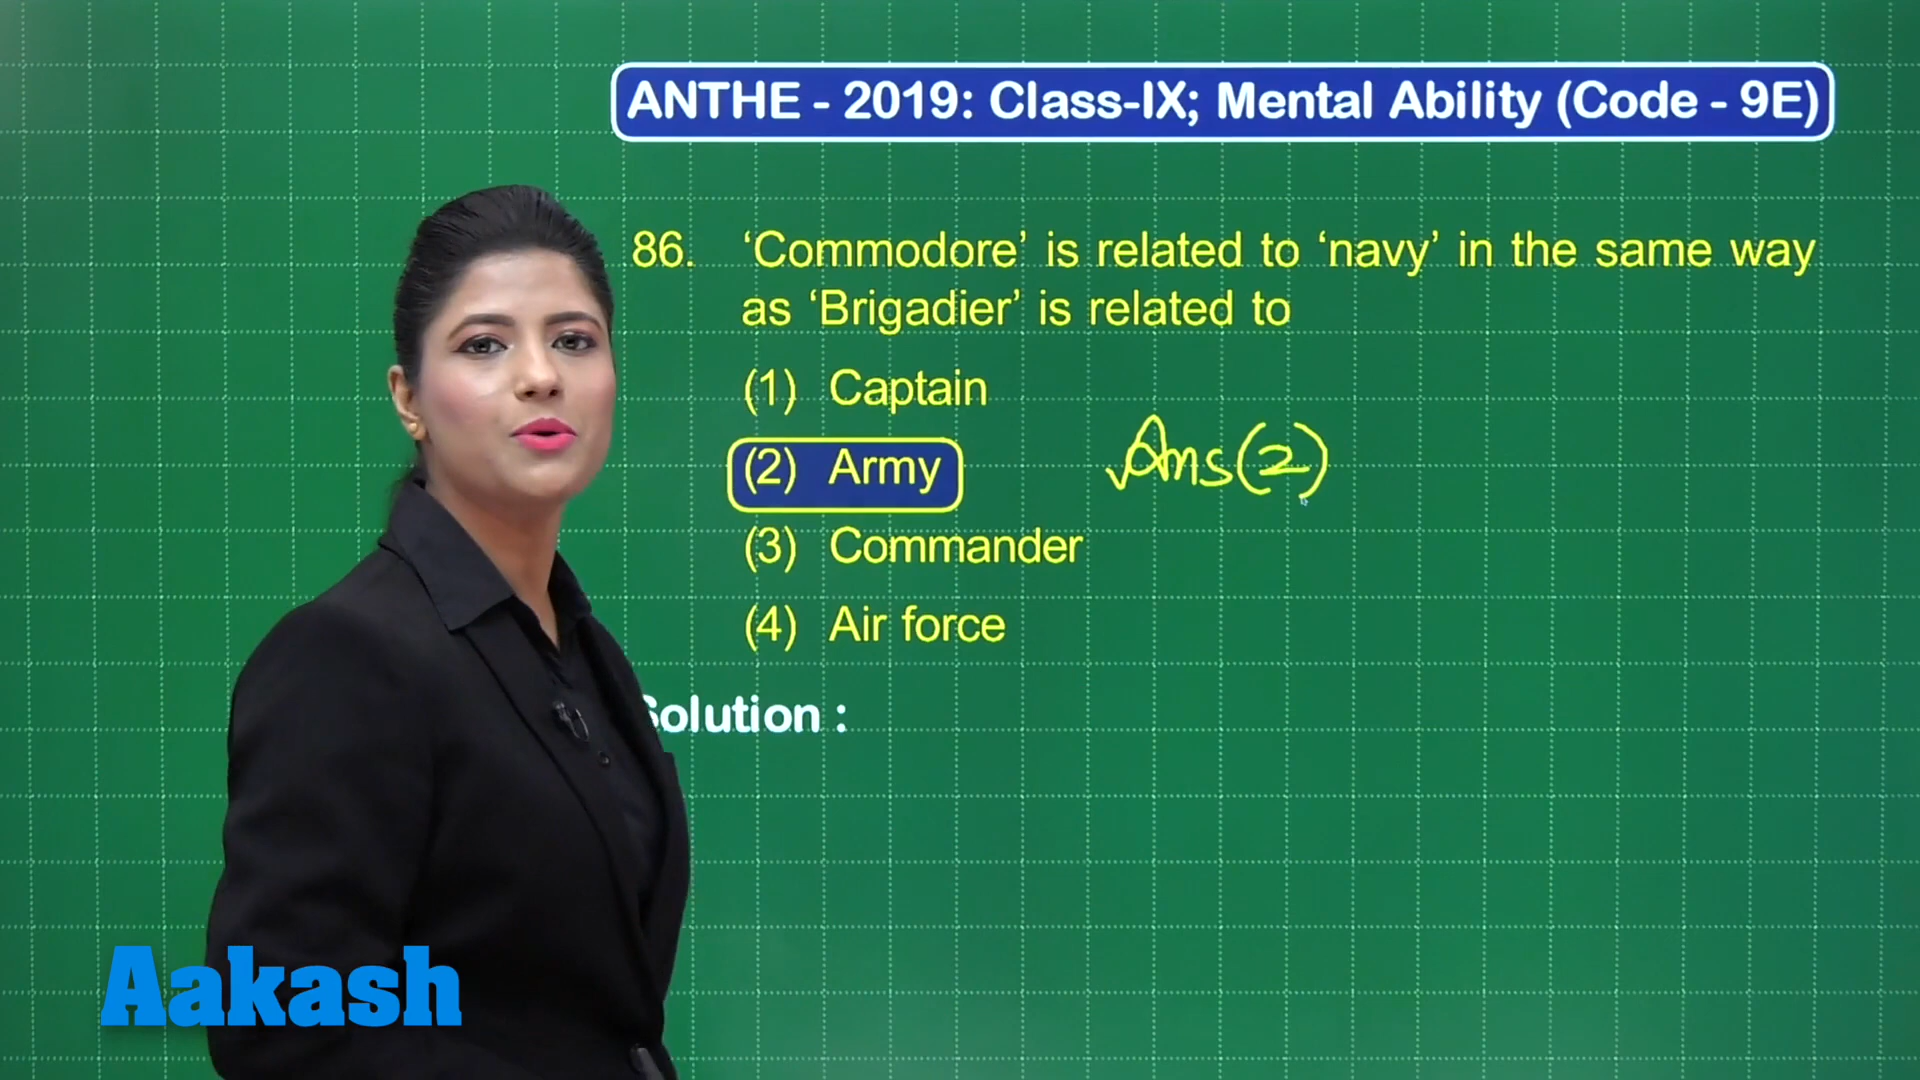 ANTHE - 2019: Class-IX; Mental Ability (Code - 9E)
86. ‘Commodore’ is related to ‘navy’ in the same way
as ‘Brigadier’ is related to
(1) Captain
(2) Army
Ans (2)
(3) Commander
(4) Air force
Solution :
Aakash